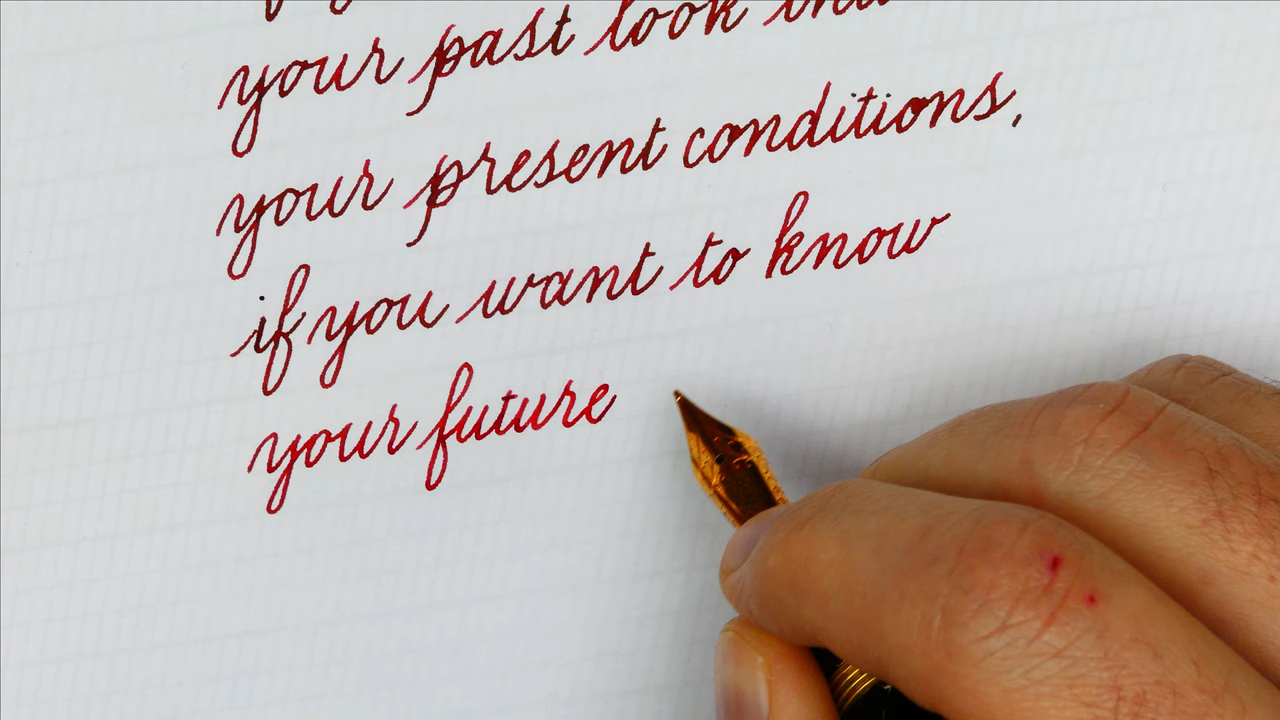 your past look
your present conditions,
if you want to know
your future